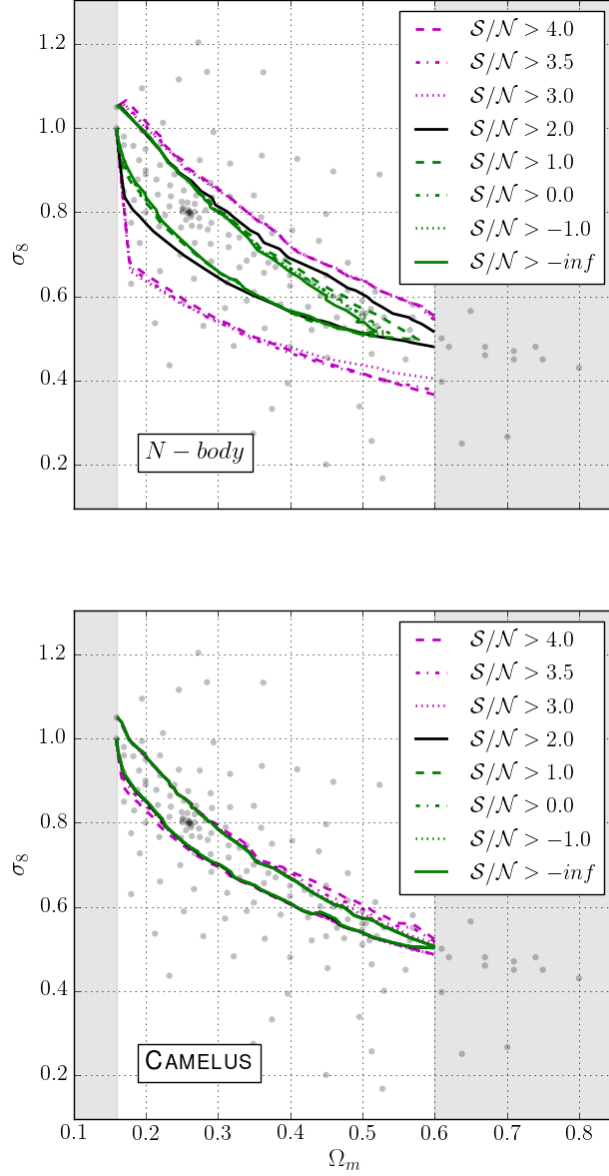 1.2
1.0
0.8
0.6
0.4
0.2
σ8
S/N > 4.0
S/N > 3.5
S/N > 3.0
S/N > 2.0
S/N > 1.0
S/N > 0.0
S/N > −1.0
S/N > −inf
N − body
1.2
1.0
0.8
0.6
0.4
0.2
σ8
S/N > 4.0
S/N > 3.5
S/N > 3.0
S/N > 2.0
S/N > 1.0
S/N > 0.0
S/N > −1.0
S/N > −inf
CAMELUS
0.1 0.2 0.3 0.4 0.5 0.6 0.7 0.8
Ωm